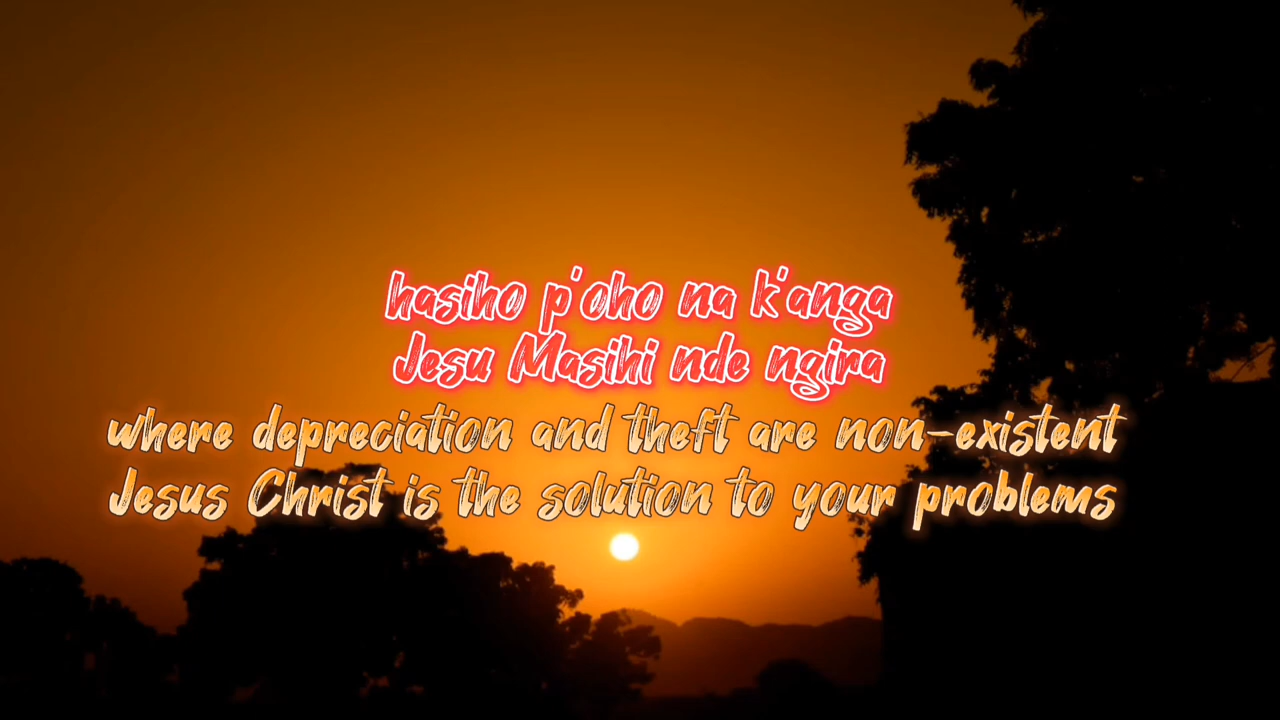 hasiho p'oho na k'anga
Jesu Masihi nde ngira
where depreciation and theft are non-existent
Jesus Christ is the solution to your problems